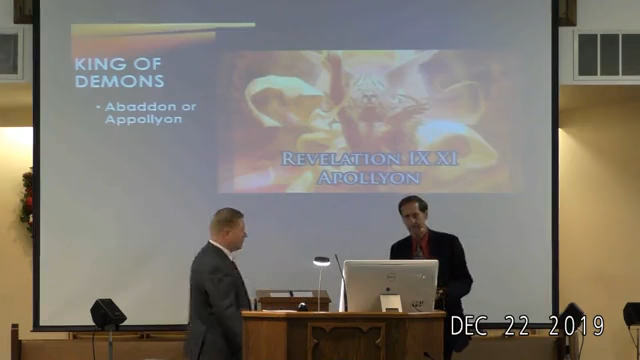 KING OF
DEMONS
• Abaddon or
Appollyon
REVELATION IX XI
APOLLYON
DEC 22 2019